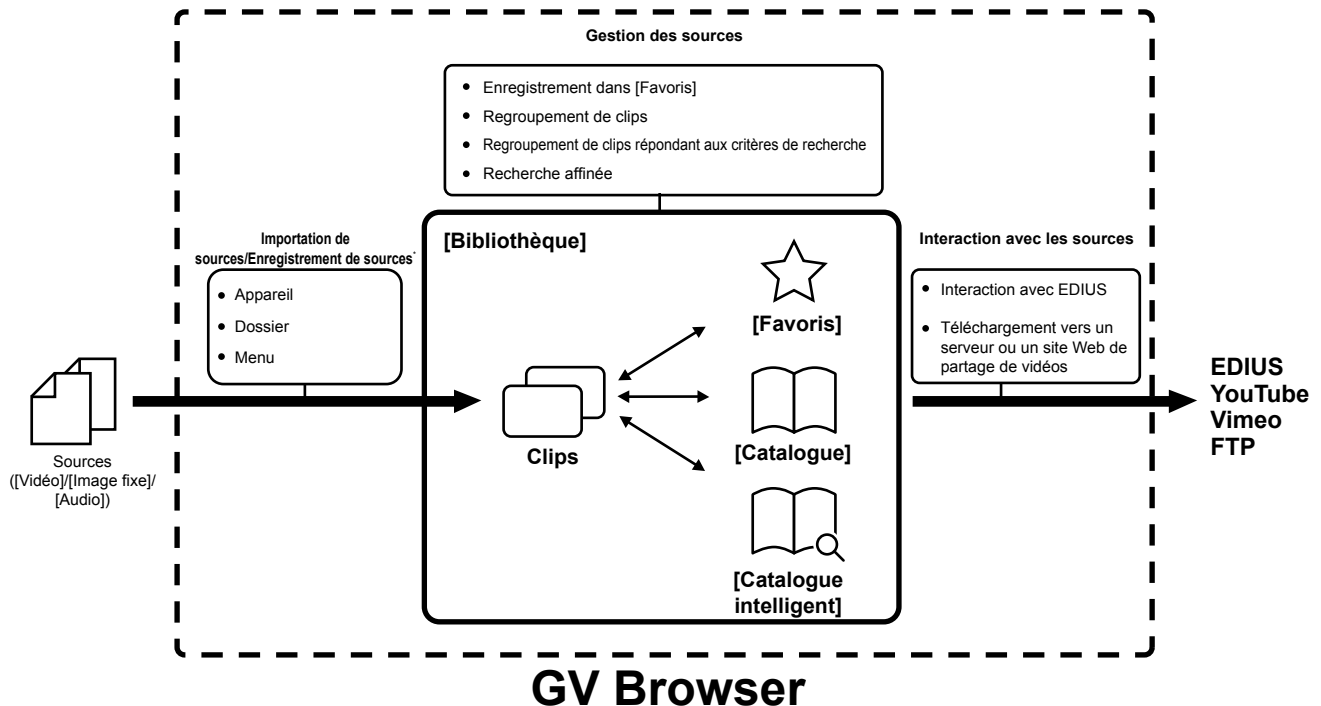 Gestion des sources
• Enregistrement dans [Favoris]
• Regroupement de clips
• Regroupement de clips répondant aux critères de recherche
• Recherche affinée
Importation de
sources/Enregistrement de sources*
• Appareil
• Dossier
• Menu
[Bibliothèque]
Interaction avec les sources
• Interaction avec EDIUS
• Téléchargement vers un
serveur ou un site Web de
partage de vidéos
Sources
([Vidéo]/[Image fixe]/
[Audio])
Clips
[Favoris]
[Catalogue]
[Catalogue
intelligent]
EDIUS
YouTube
Vimeo
FTP
GV Browser